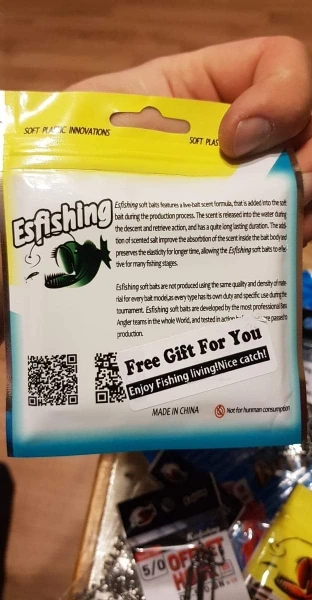 SOFT PLASTIC INNOVATIONS
SOFT PLAST
Esfishing
Esfishing soft baits features a live-bait scent formula, that is added into the soft
bait during the production process. The scent is released into the water during
the descent and retrieve action, and has a quite long lasting duration. The addi-
tion of scented salt improve the absorbtion of the scent inside the bait body and
preserves the elasticity for longer time, allowing the Esfishing soft baits to effec-
tive for many fishing stages.
Esfishing soft baits are not produced using the same quality and density of mate-
rial for every bait model,as every type has its own duty and specific use during the
tournament. Esfishing soft baits are developed by the most professional Bass
Angler teams in the whole World, and tested in
passed to
production.
Free Gift For You
Enjoy Fishing living!Nice catch!
MADE IN CHINA
Not for hunman consumption
5/0 OFFSET